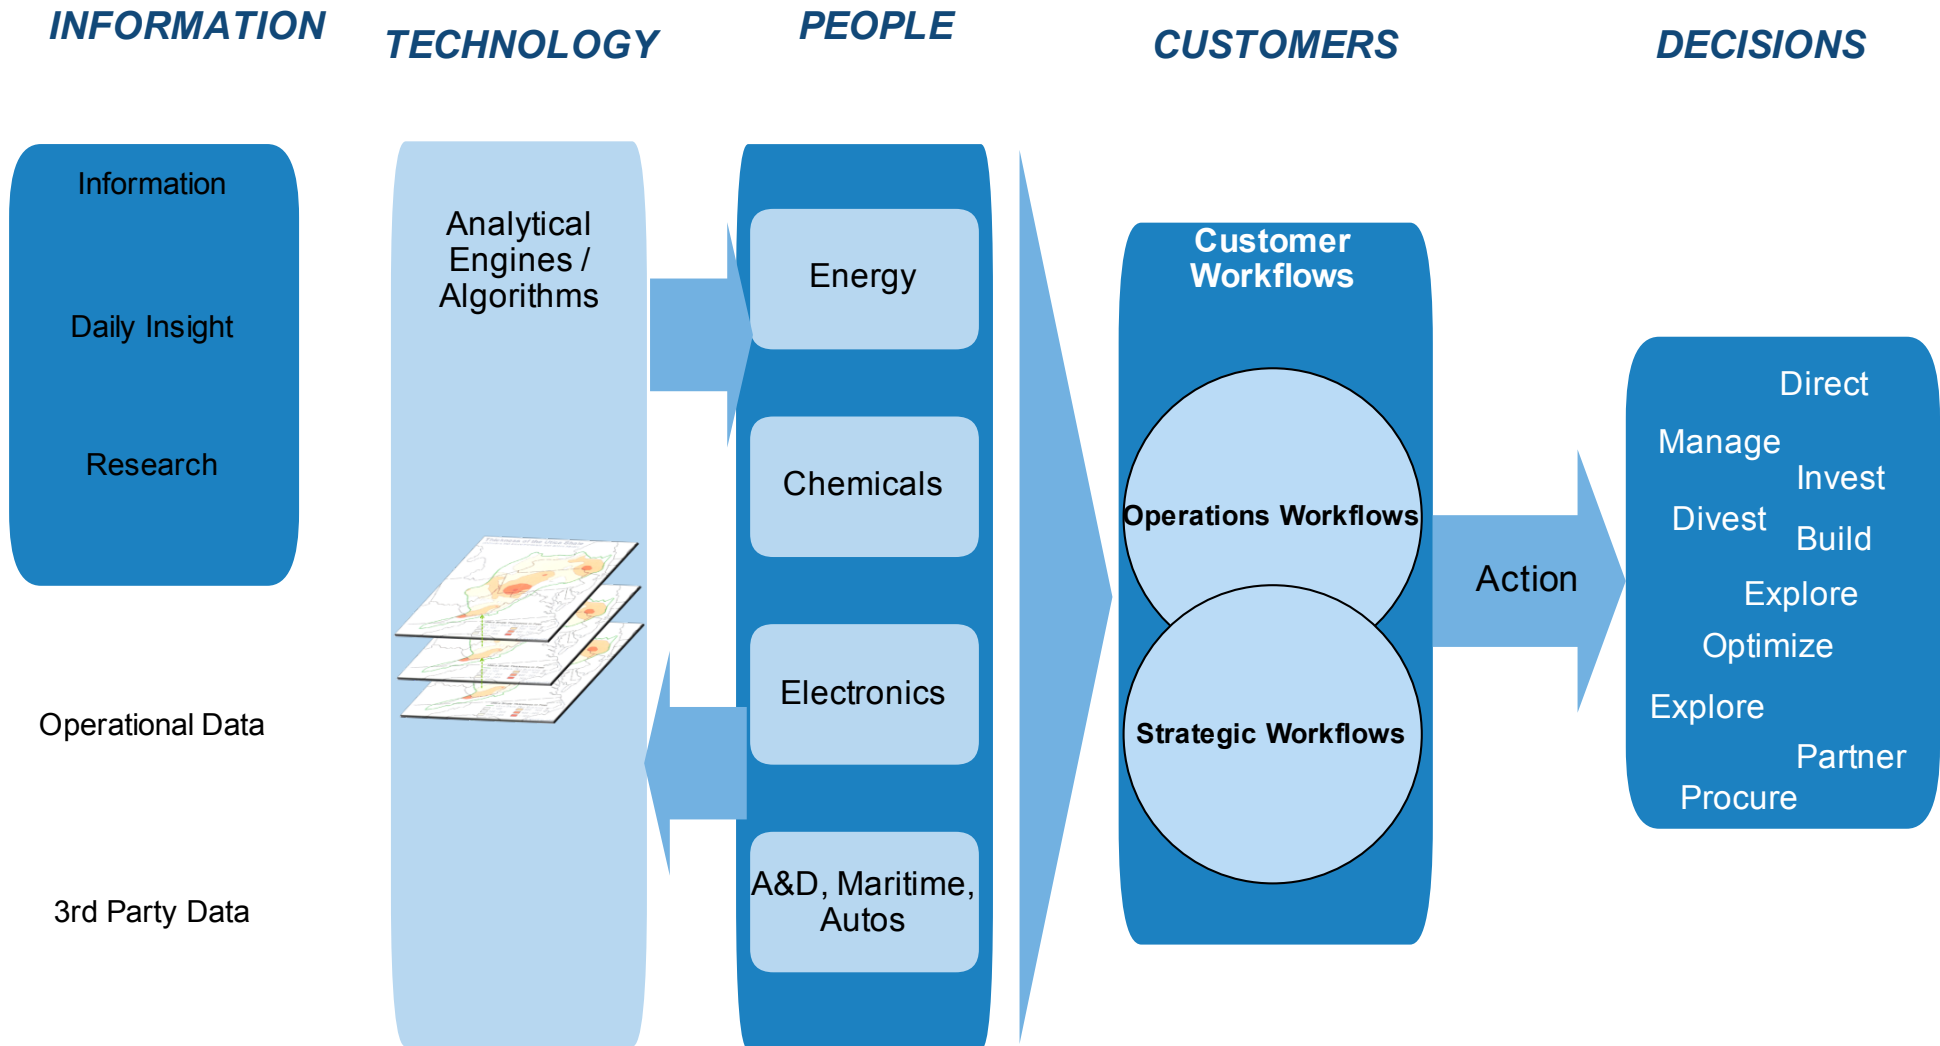 INFORMATION
TECHNOLOGY
PEOPLE
CUSTOMERS
DECISIONS
Information
Daily Insight
Research
Operational Data
3rd Party Data
Analytical
Engines /
Algorithms
Energy
Chemicals
Electronics
A&D, Maritime,
Autos
Customer
Workflows
Operations Workflows
Strategic Workflows
Action
Direct
Manage
Invest
Divest
Build
Explore
Optimize
Explore
Partner
Procure